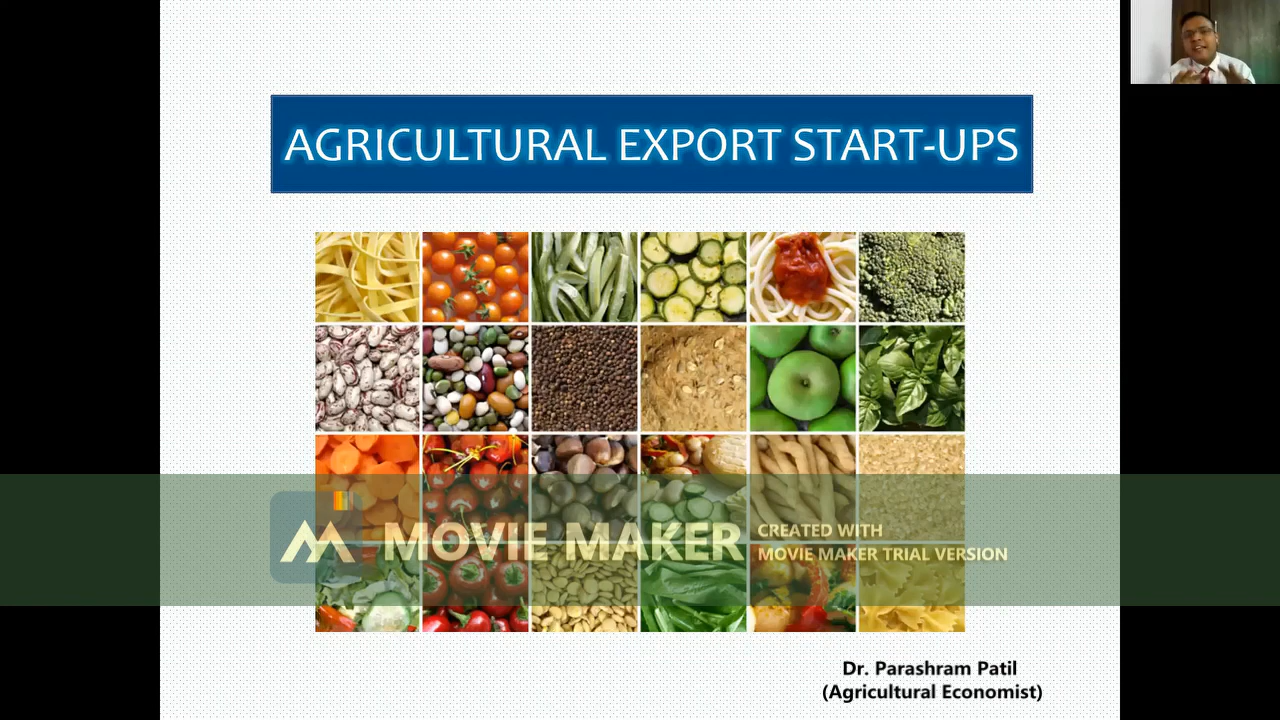 AGRICULTURAL EXPORT START-UPS
MOVIE MAKER
CREATED WITH
MOVIE MAKER TRIAL VERSION
Dr. Parashram Patil
(Agricultural Economist)